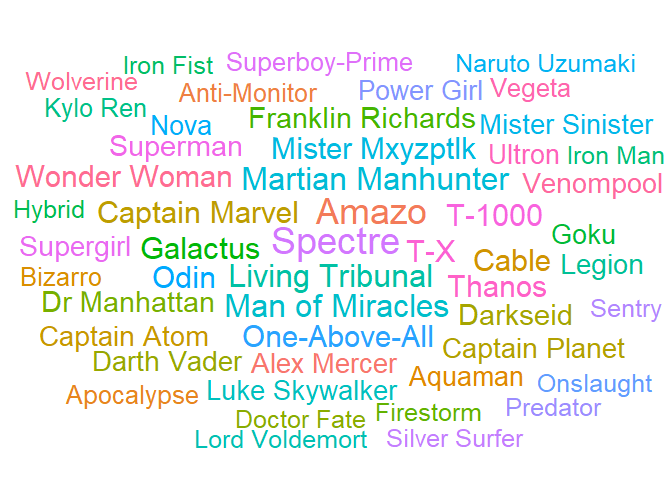 Iron Fist Superboy-Prime Naruto Uzumaki
Wolverine Anti-Monitor Power Girl Vegeta
Kylo Ren Nova Franklin Richards Mister Sinister
Superman Mister Mxyzptlk Ultron Iron Man
Wonder Woman Martian Manhunter Venompool
Hybrid Captain Marvel Amazo T-1000
Supergirl Galactus Spectre T-X Goku
Bizarro Odin Living Tribunal Cable Legion
Dr Manhattan Man of Miracles Thanos Sentry
Captain Atom One-Above-All Darkseid
Darth Vader Alex Mercer Captain Planet
Apocalypse Luke Skywalker Aquaman Onslaught
Doctor Fate Firestorm Predator
Lord Voldemort Silver Surfer